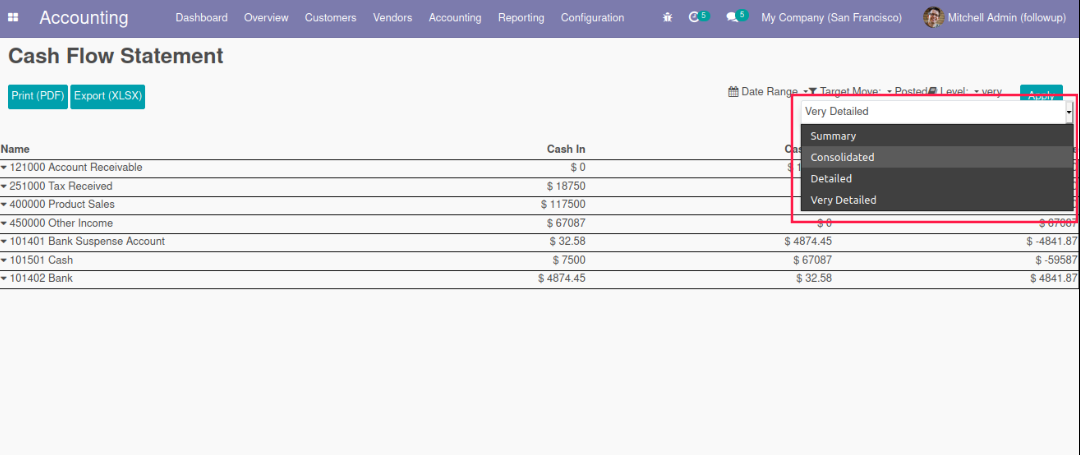 Accounting Dashboard Overview Customers Vendors Accounting Reporting Configuration 5 5 My Company (San Francisco) Mitchell Admin (followup)
Cash Flow Statement
Print (PDF) Export (XLSX) Date Range Target Move: Posted Level: very Apply
Very Detailed
Summary
Consolidated
Detailed
Very Detailed
Name Cash In
121000 Account Receivable $ 0
251000 Tax Received $ 18750
400000 Product Sales $ 117500
450000 Other Income $ 67087 $ 0 $ 67087
101401 Bank Suspense Account $ 32.58 $ 4874.45 $ -4841.87
101501 Cash $ 7500 $ 67087 $ -59587
101402 Bank $ 4874.45 $ 32.58 $ 4841.87